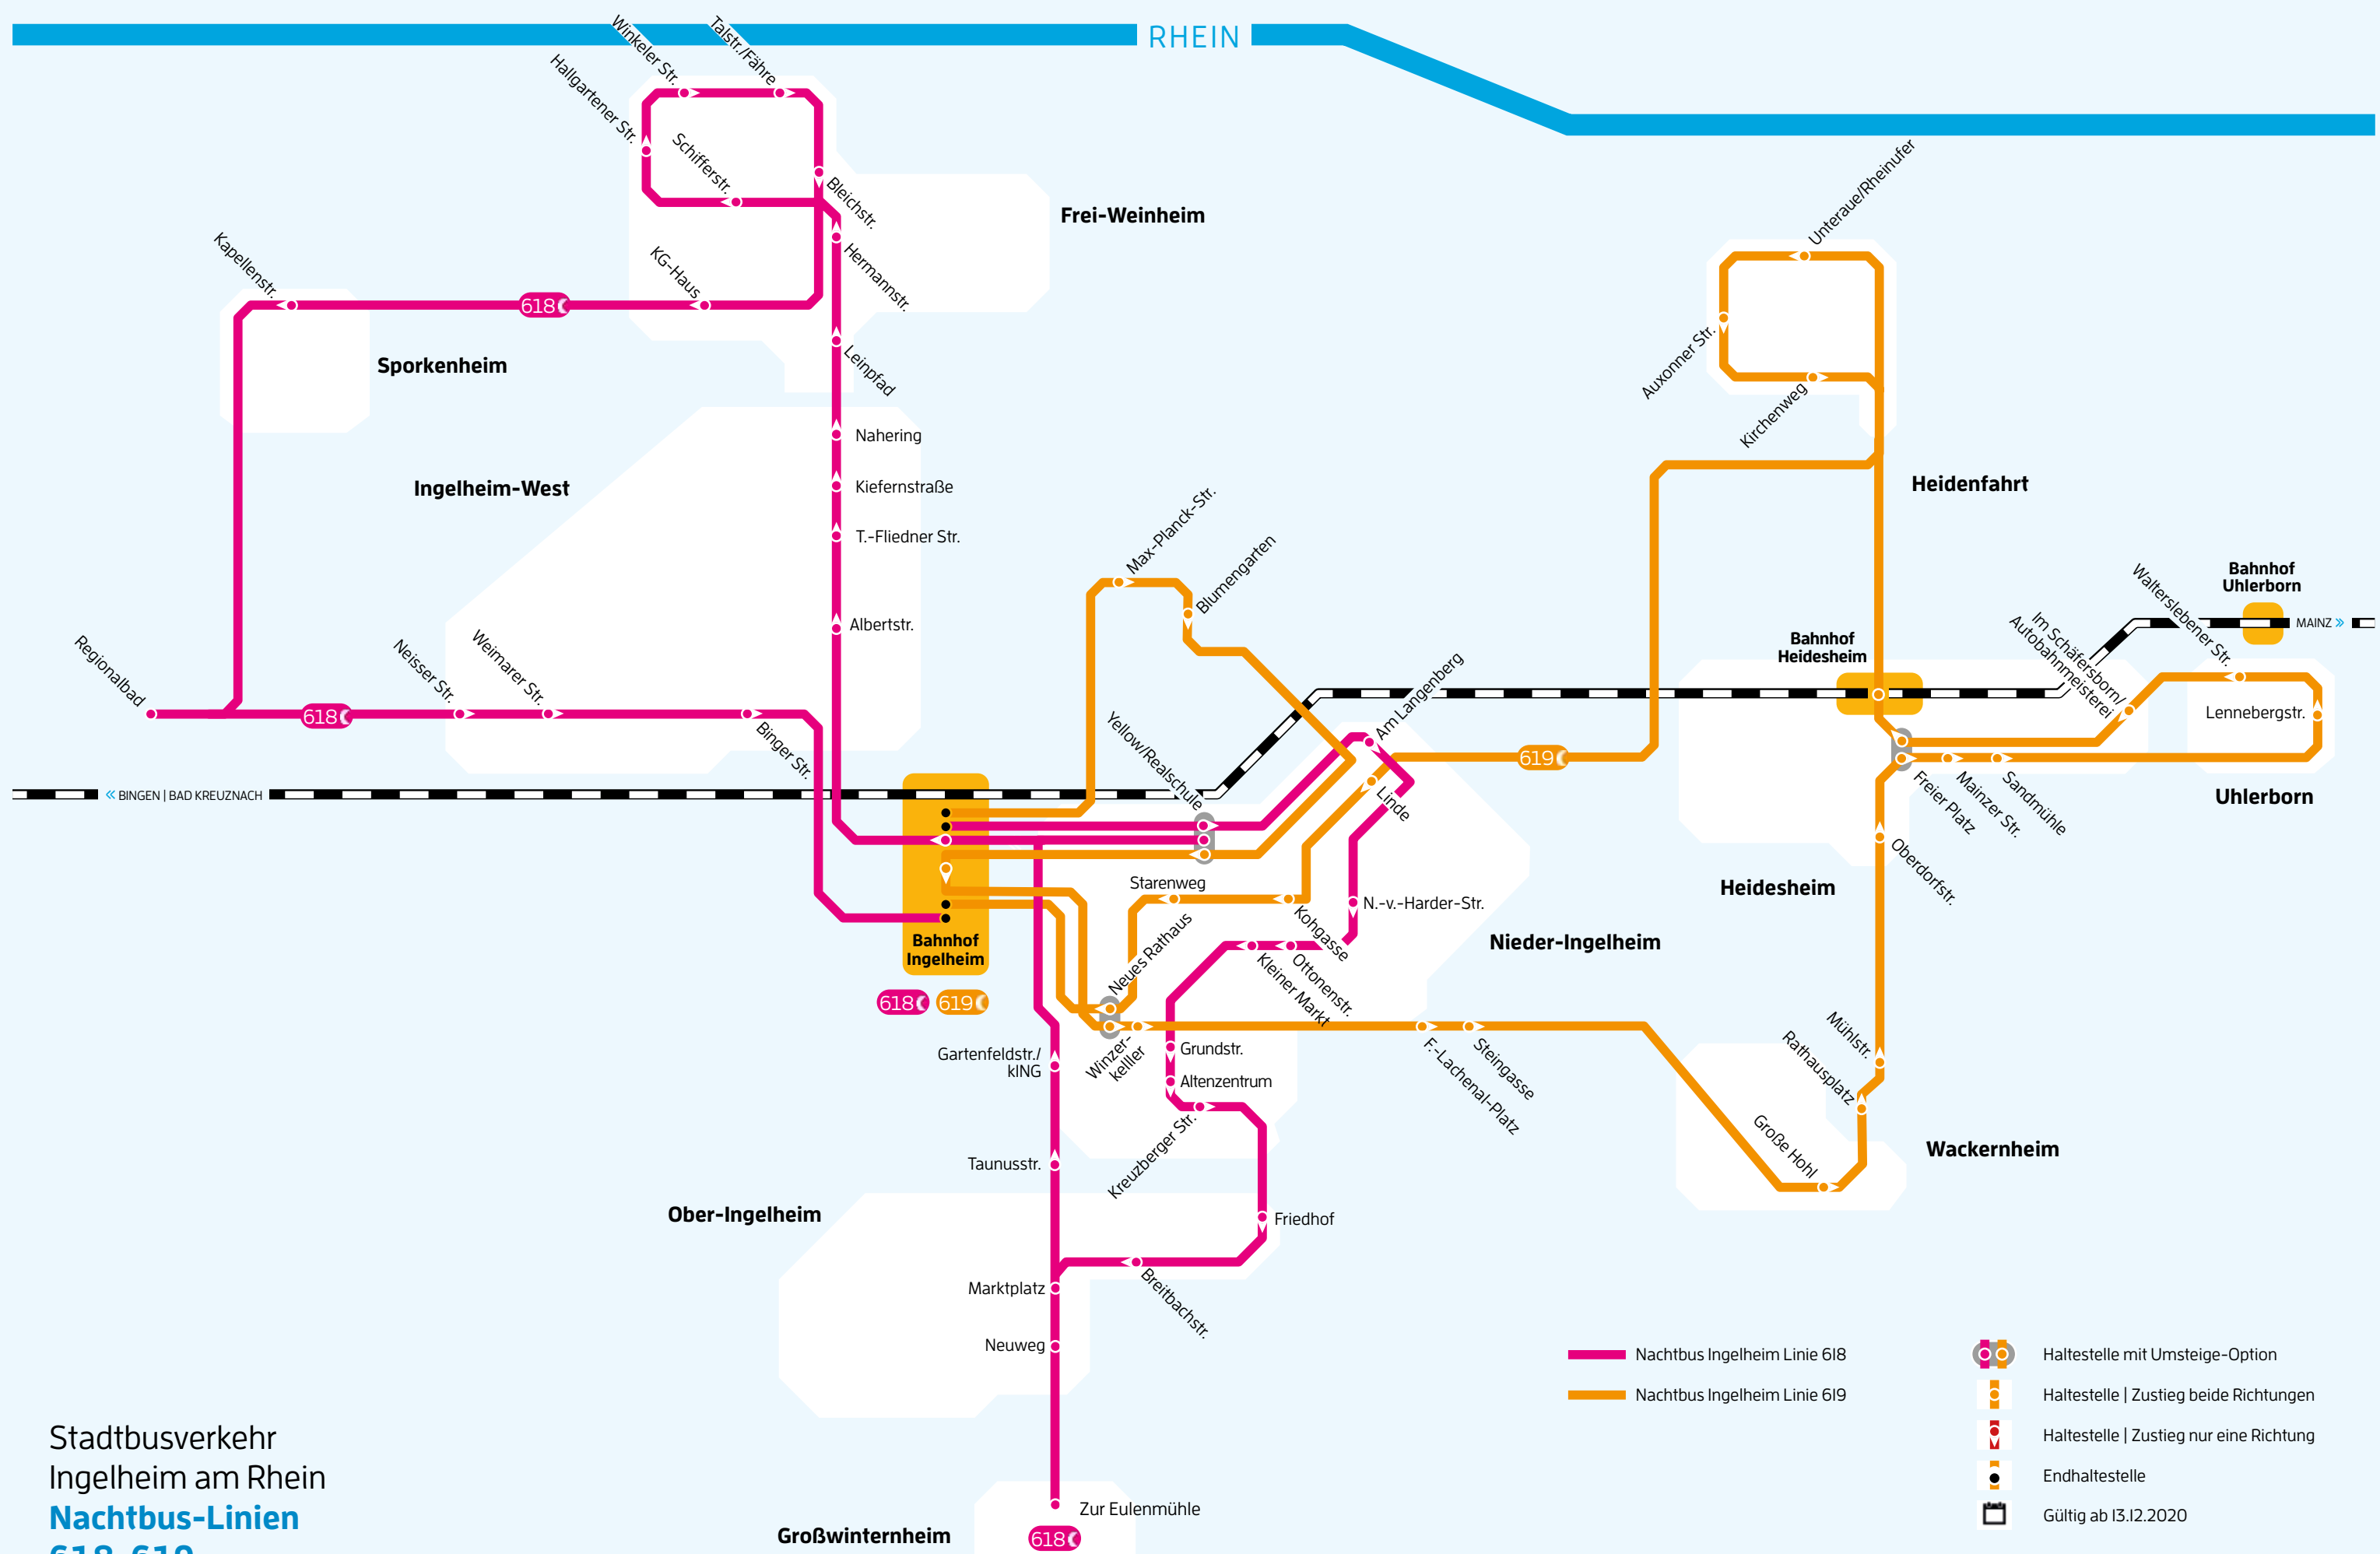 RHEIN
Winkeler Str.
Talstr./Fähre
Hallgartener Str.
Schifferstr.
Bleichstr.
Frei-Weinheim
Kapellenstr.
KG-Haus
Hermannstr.
618
Sporkenheim
Leinpfad
Nahering
Ingelheim-West
Kiefernstraße
T.-Fliedner Str.
Albertstr.
Regionalbad
Neisser Str.
Weimarer Str.
618
Binger Str.
« BINGEN | BAD KREUZNACH
Unteraue/Rheinufer
Auxonner Str.
Kirchenweg
Heidenfahrt
Max-Planck-Str.
Blumengarten
Bahnhof
Uhlerborn
MAINZ »
Bahnhof
Heidesheim
Im Schäfersborn/
Autobahnmeisterei
Walterslebener Str.
Lennebergstr.
Uhlerborn
Yellow/Realschule
Am Langenberg
619
Linde
Freier Platz
Mainzer Str.
Sandmühle
Oberdorfstr.
Heidesheim
Starenweg
Kohgasse
N.-v.-Harder-Str.
Nieder-Ingelheim
Bahnhof
Ingelheim
618
619
Neues Rathaus
Kleiner Markt
Ottonenstr.
Winzer-
kelller
Gartenfeldstr./
kING
Grundstr.
Altenzentrum
Kreuzberger Str.
F.-Lachenal-Platz
Steingasse
Mühlstr.
Rathausplatz
Große Hohl
Wackernheim
Taunusstr.
Ober-Ingelheim
Friedhof
Marktplatz
Breitbachstr.
Neuweg
Zur Eulenmühle
Großwinternheim
618
Nachtbus Ingelheim Linie 618
Nachtbus Ingelheim Linie 619
Haltestelle mit Umsteige-Option
Haltestelle | Zustieg beide Richtungen
Haltestelle | Zustieg nur eine Richtung
Endhaltestelle
Gültig ab 13.12.2020
Stadtbusverkehr
Ingelheim am Rhein
Nachtbus-Linien
618, 619